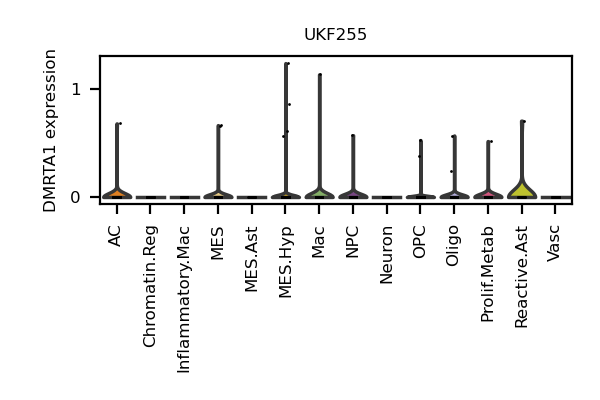 UKF255
DMRTA1 expression
1
0
AC
Chromatin.Reg
Inflammatory.Mac
MES
MES.Ast
MES.Hyp
Mac
NPC
Neuron
OPC
Oligo
Prolif.Metab
Reactive.Ast
Vasc